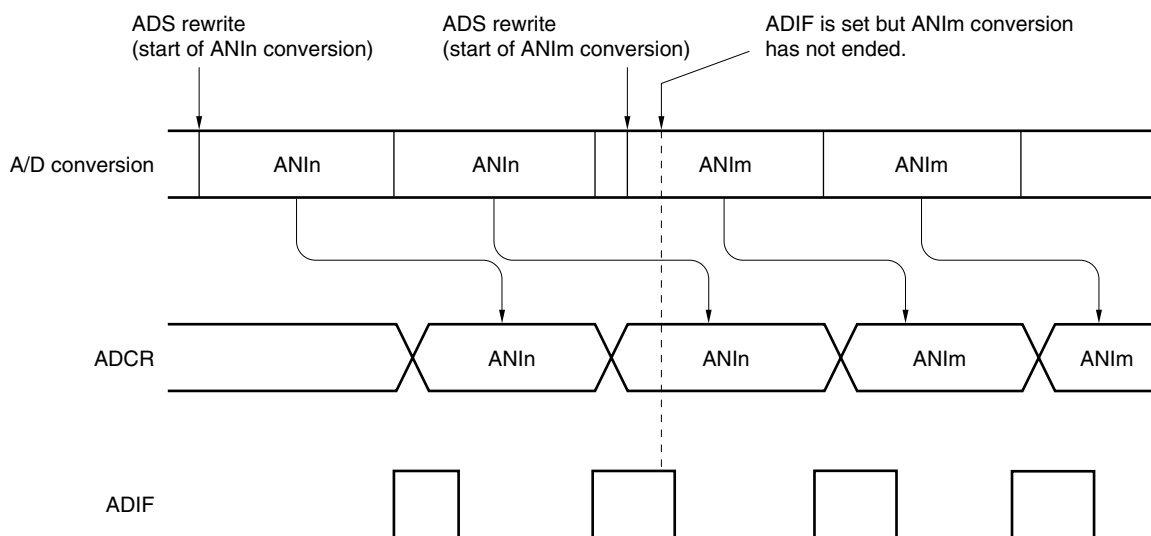 ADS rewrite
(start of ANIn conversion)
ADS rewrite
(start of ANIm conversion)
ADIF is set but ANIm conversion
has not ended.
A/D conversion
ANIn
ANIn
ANIm
ANIm
ADCR
ANIn
ANIn
ANIm
ANIm
ADIF